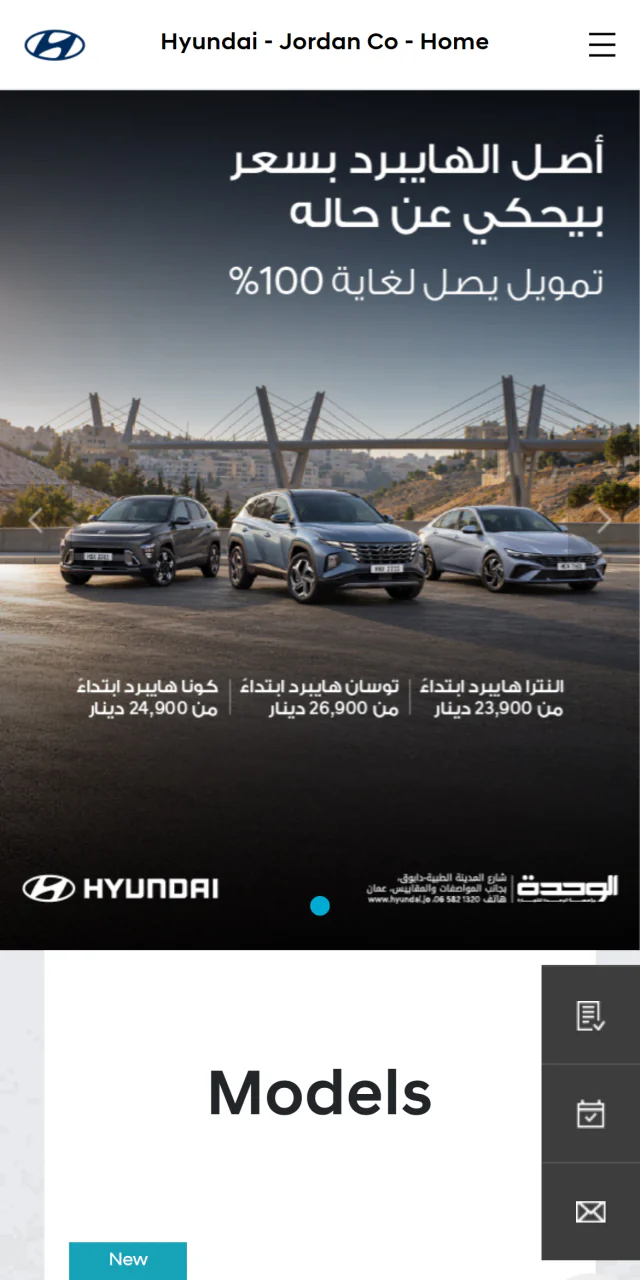 Hyundai - Jordan Co - Home
أصل الهايبرد بسعر
بيحكي عن حاله
تمويل يصل لغاية 100%
النترا هايبرد ابتداءً
من 23,900 دينار
توسان هايبرد ابتداءً
من 26,900 دينار
كونا هايبرد ابتداءً
من 24,900 دينار
HYUNDAI
الوحدة
شارع المدينة الطبية-دابوق،
بجانب المواصفات والمقاييس، عمان
هاتف 06 582 1320، www.hyundai.jo
Models
New